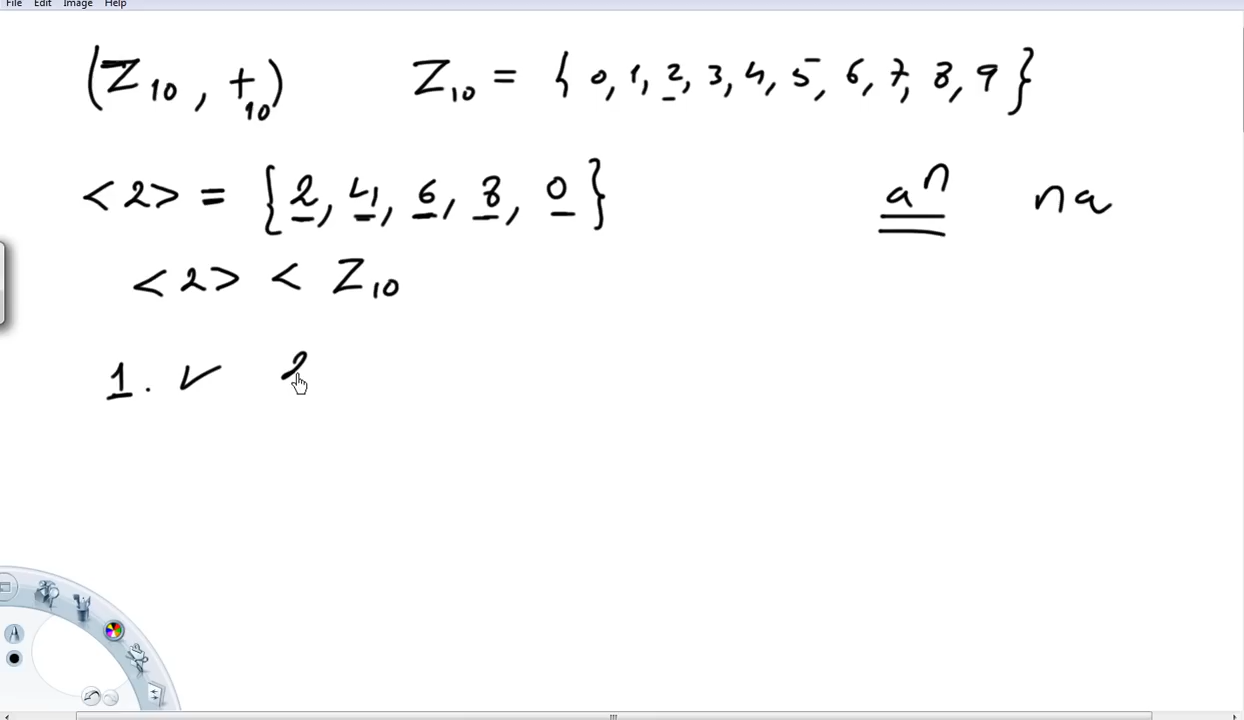 File Edit Image Help
(Z₁₀, +₁₀) Z₁₀ = {0, 1, 2, 3, 4, 5, 6, 7, 8, 9}
<2> = {2, 4, 6, 8, 0} aⁿ na
<2> < Z₁₀
1. ✓ 2